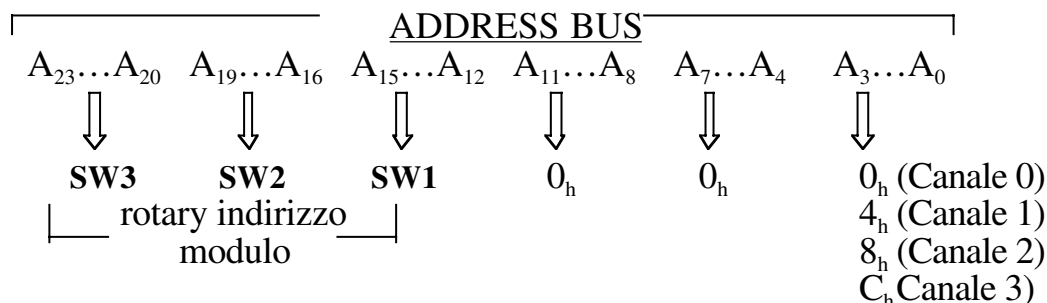 ADDRESS BUS
A23…A20 A19…A16 A15…A12 A11…A8 A7…A4 A3…A0
SW3 SW2 SW1 0h 0h 0h (Canale 0)
rotary indirizzo 4h (Canale 1)
modulo 8h (Canale 2)
Ch Canale 3)